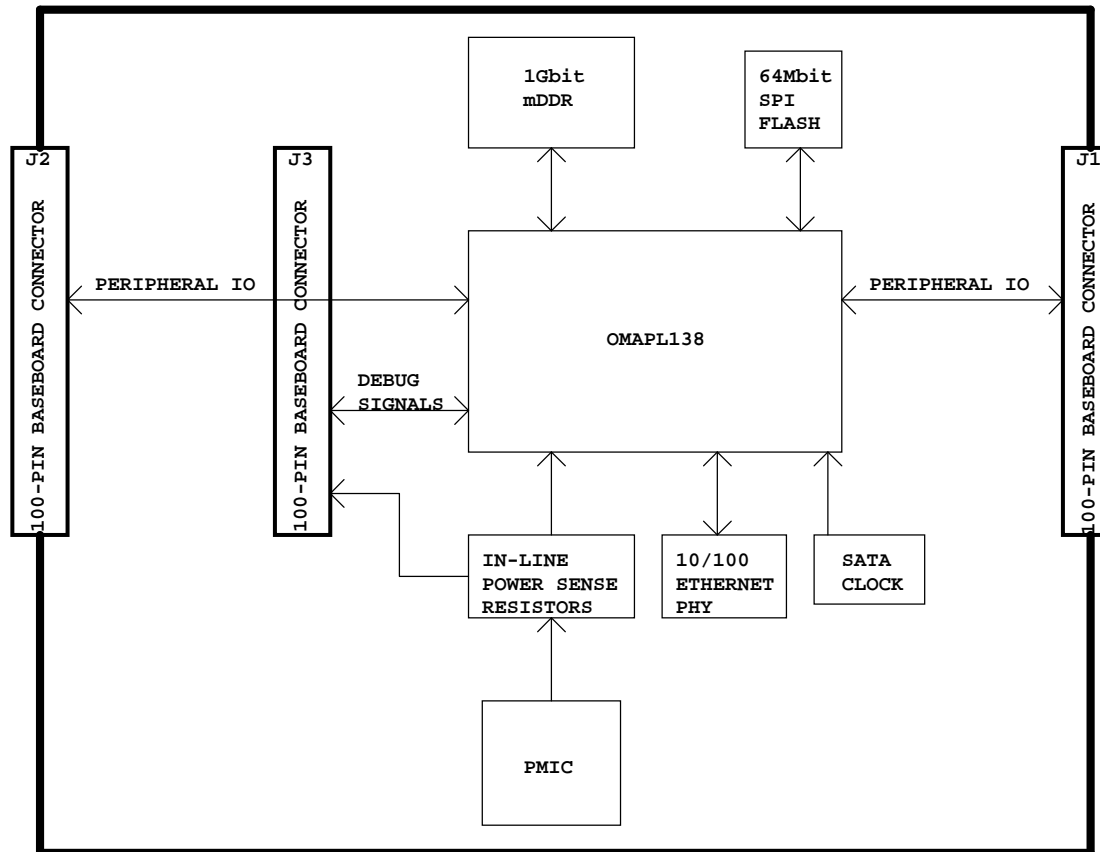 1Gbit
mDDR
64Mbit
SPI
FLASH
J2
100-PIN BASEBOARD CONNECTOR
J3
100-PIN BASEBOARD CONNECTOR
J1
100-PIN BASEBOARD CONNECTOR
PERIPHERAL IO
PERIPHERAL IO
OMAPL138
DEBUG
SIGNALS
IN-LINE
POWER SENSE
RESISTORS
10/100
ETHERNET
PHY
SATA
CLOCK
PMIC